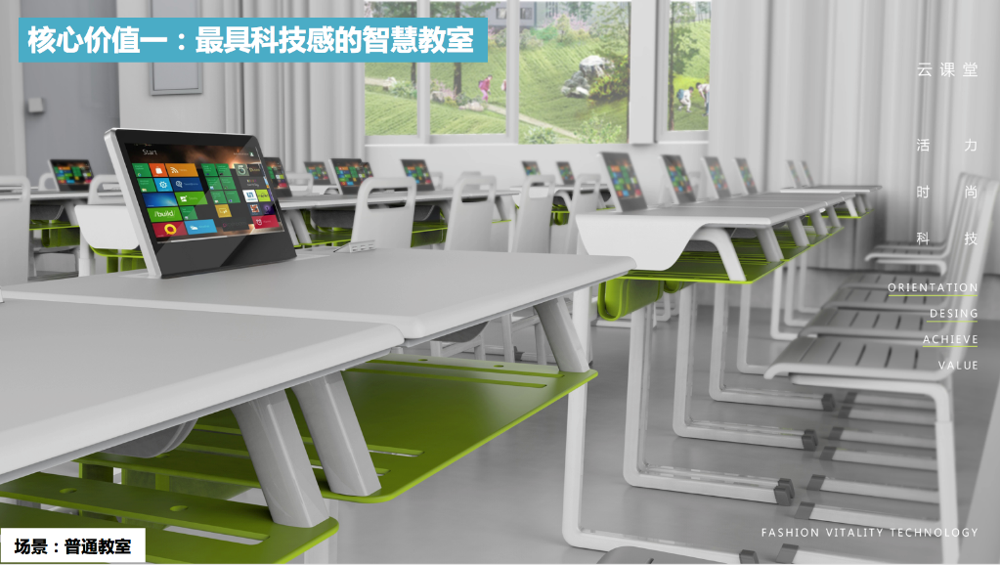 核心价值一：最具科技感的智慧教室
云课堂
活力
时尚
科技
ORIENTATION
DESING
ACHIEVE
VALUE
Start
/build/
场景：普通教室
FASHION VITALITY TECHNOLOGY